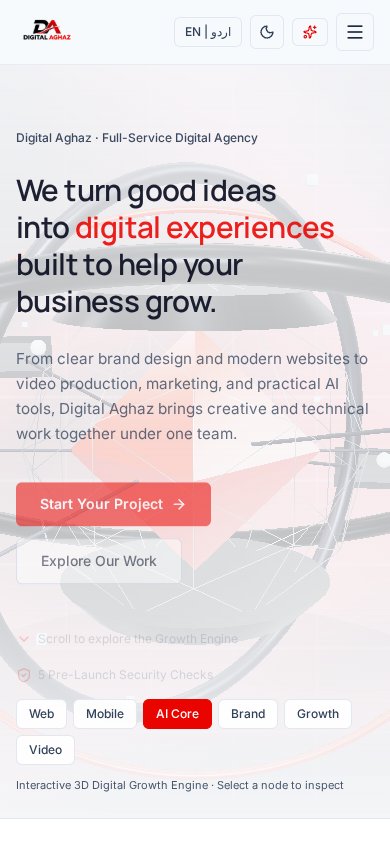 DA
DIGITAL AGHAZ
EN | اردو
Digital Aghaz · Full-Service Digital Agency
We turn good ideas
into digital experiences
built to help your
business grow.
From clear brand design and modern websites to
video production, marketing, and practical AI
tools, Digital Aghaz brings creative and technical
work together under one team.
Start Your Project →
Explore Our Work
Scroll to explore the Growth Engine
5 Pre-Launch Security Checks
Web Mobile AI Core Brand Growth
Video
Interactive 3D Digital Growth Engine · Select a node to inspect